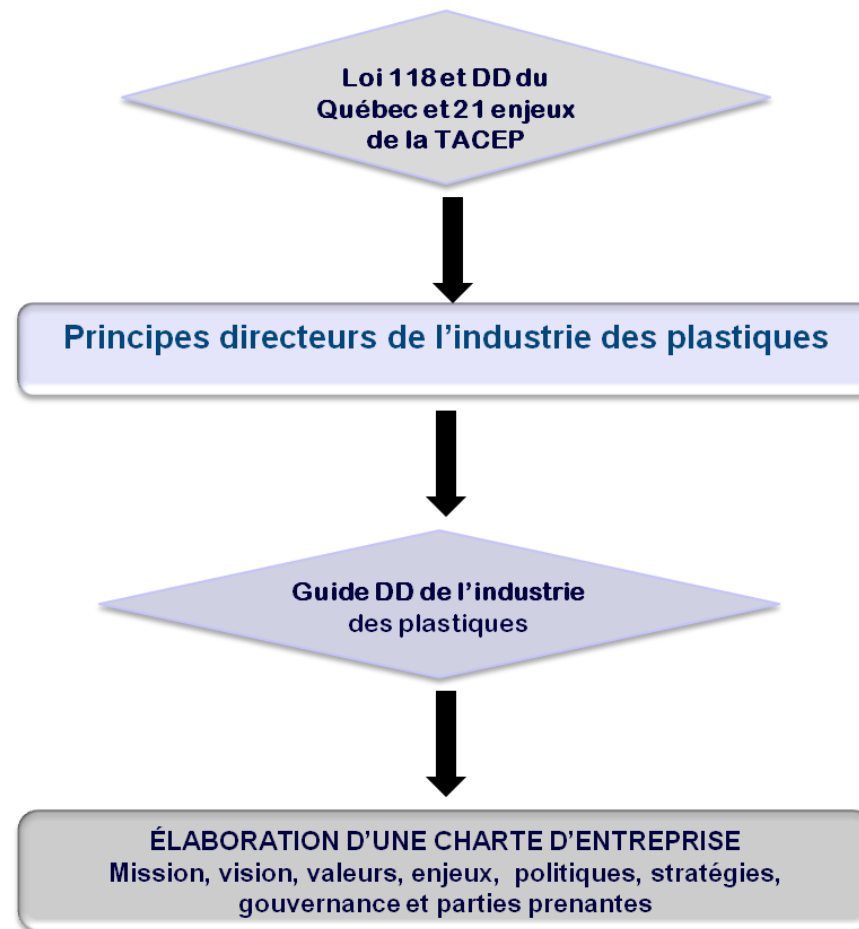 Loi 118 et DD du
Québec et 21 enjeux
de la TACEP
Principes directeurs de l’industrie des plastiques
Guide DD de l’industrie
des plastiques
ÉLABORATION D’UNE CHARTE D’ENTREPRISE
Mission, vision, valeurs, enjeux, politiques, stratégies,
gouvernance et parties prenantes